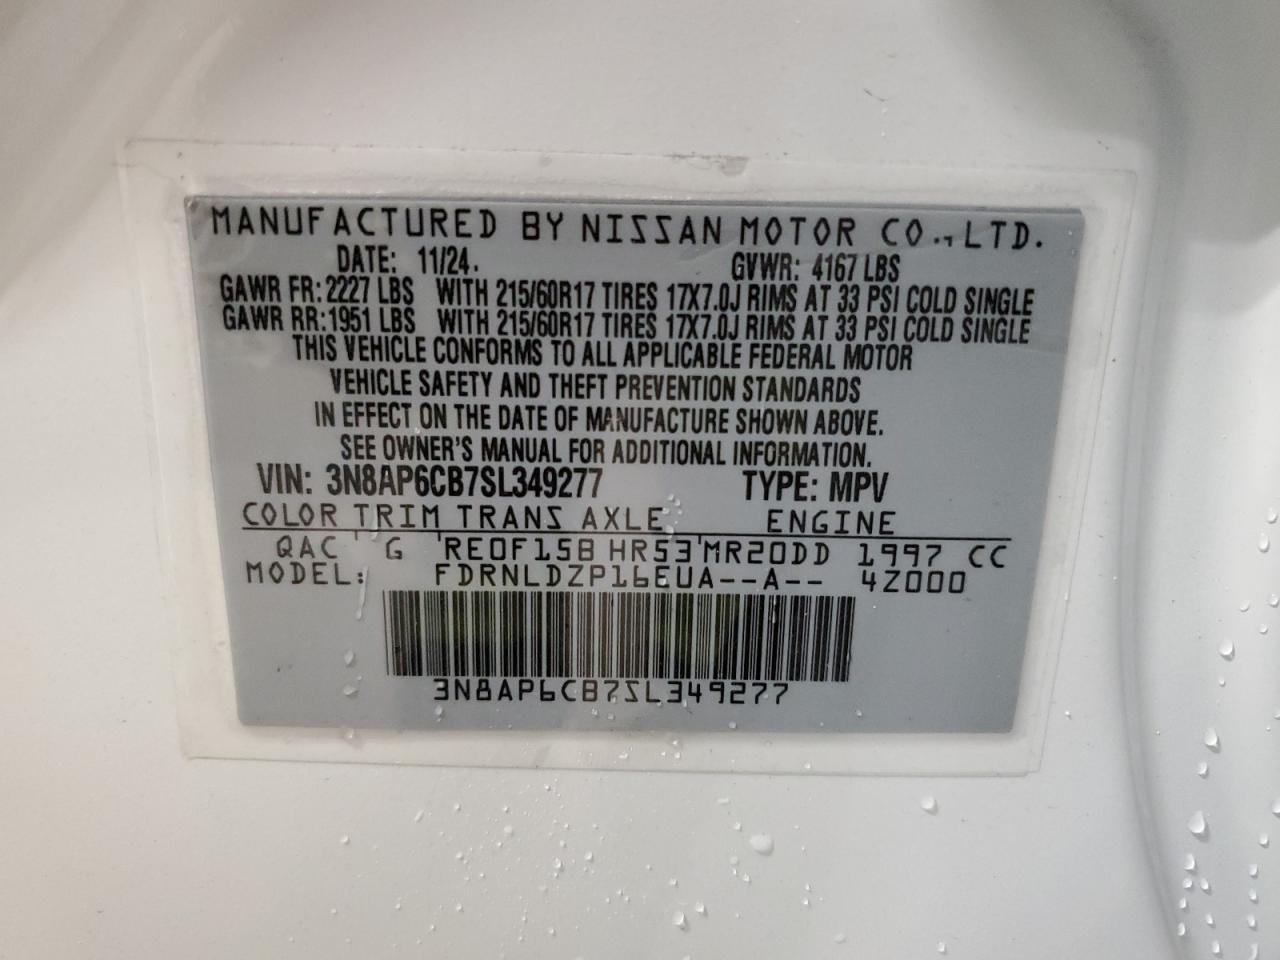 MANUFACTURED BY NISSAN MOTOR CO., LTD.
DATE: 11/24. GVWR: 4167 LBS
GAWR FR: 2227 LBS WITH 215/60R17 TIRES 17X7.0J RIMS AT 33 PSI COLD SINGLE
GAWR RR: 1951 LBS WITH 215/60R17 TIRES 17X7.0J RIMS AT 33 PSI COLD SINGLE
THIS VEHICLE CONFORMS TO ALL APPLICABLE FEDERAL MOTOR
VEHICLE SAFETY AND THEFT PREVENTION STANDARDS
IN EFFECT ON THE DATE OF MANUFACTURE SHOWN ABOVE.
SEE OWNER'S MANUAL FOR ADDITIONAL INFORMATION.
VIN: 3N8AP6CB7SL349277 TYPE: MPV
COLOR TRIM TRANS AXLE ENGINE
QAC G RE0F15B HR53 MR20DD 1997 CC
MODEL: FDRNLDZP16EUA--A-- 4Z000
3N8AP6CB7SL349277